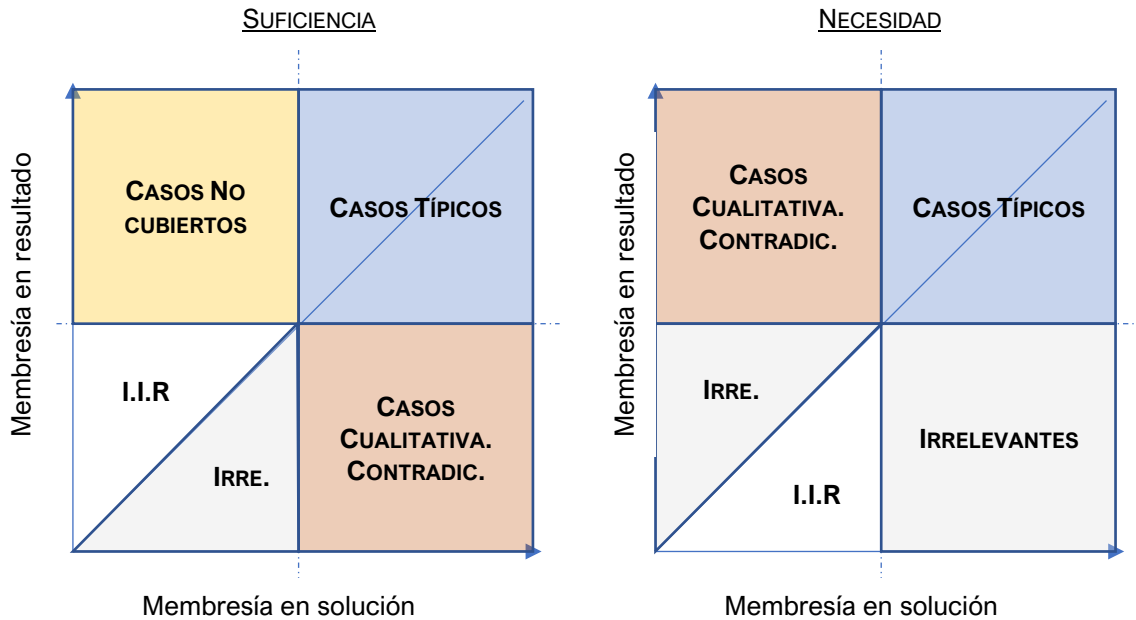 SUFICIENCIA
Membresía en resultado
CASOS NO
CUBIERTOS
CASOS TÍPICOS
I.I.R
IRRE.
CASOS
CUALITATIVA.
CONTRADIC.
Membresía en solución
NECESIDAD
Membresía en resultado
CASOS
CUALITATIVA.
CONTRADIC.
CASOS TÍPICOS
IRRE.
I.I.R
IRRELEVANTES
Membresía en solución